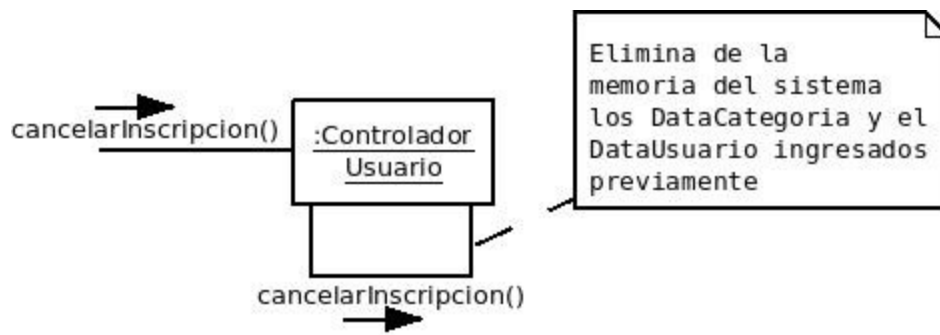 cancelarInscripcion()
:Controlador
Usuario
cancelarInscripcion()
Elimina de la
memoria del sistema
los DataCategoria y el
DataUsuario ingresados
previamente